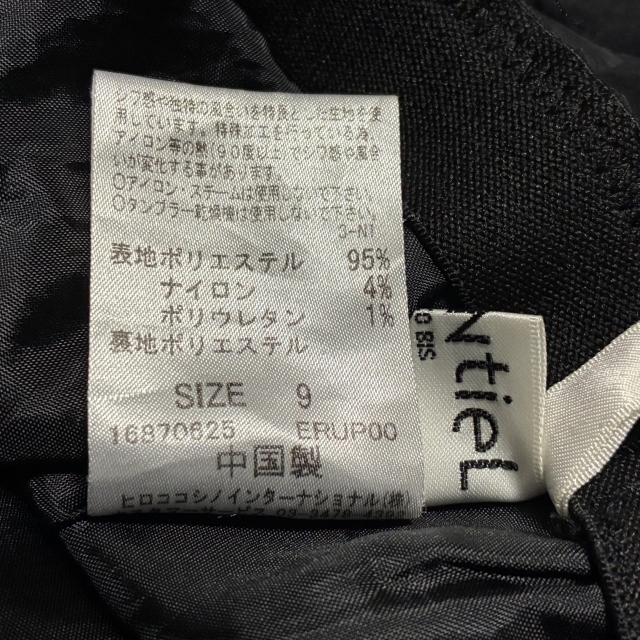 シワ感や独特の風合いを特長とした生地を使
用しています。特殊加工を行っている為、
アイロン等の熱(90度以上)でシワ感や風合
いが変化する事があります。
○アイロン・スチームは使用しないで下さい。
○タンブラー乾燥機は使用しないで下さい。
3-NT
表地ポリエステル 95%
ナイロン 4%
ポリウレタン 1%
裏地ポリエステル
SIZE 9
16870625 ERUP00
中国製
ヒロココシノインターナショナル(株)
NtieL
O BIS